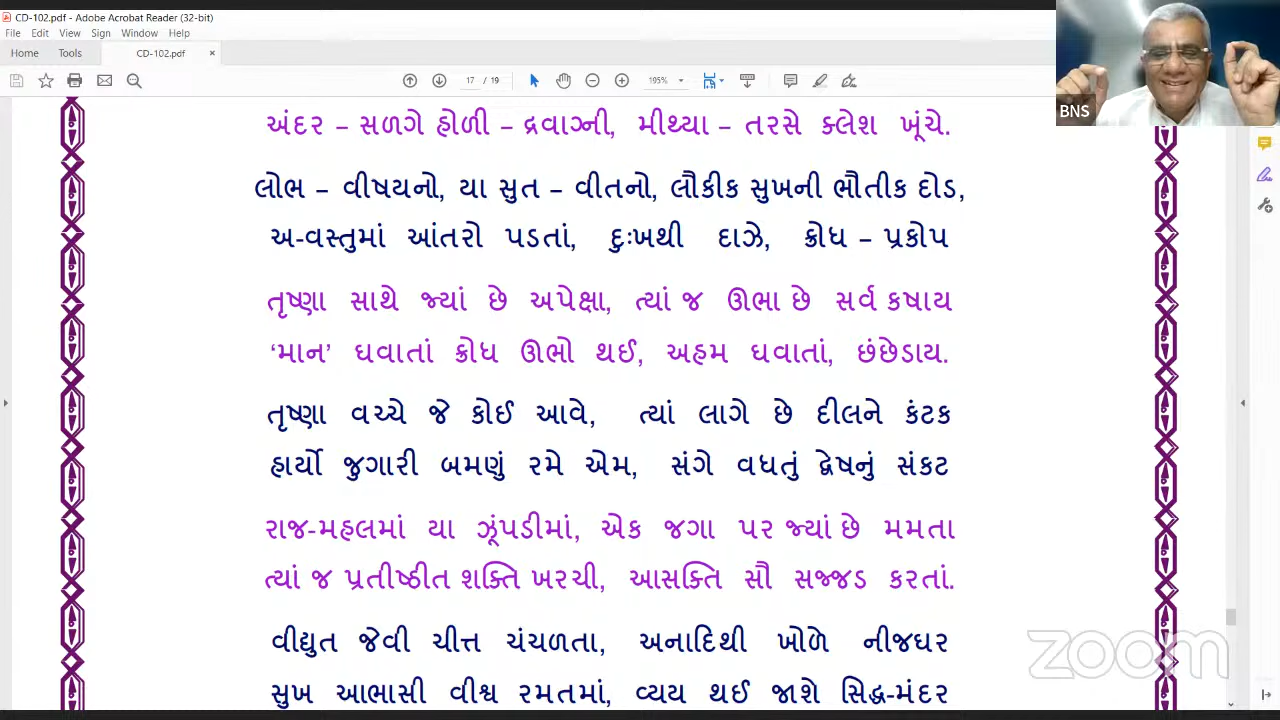 CD-102.pdf - Adobe Acrobat Reader (32-bit)
File Edit View Sign Window Help
Home Tools CD-102.pdf ×
17 / 19 195%
BNS
અંદર – સળગે હોળી – દ્રવાગ્ની, મીથ્યા – તરસે ક્લેશ ખૂંચે.
લોભ – વીષયનો, યા સુત – વીતનો, લૌકીક સુખની ભૌતીક દોડ,
અ-વસ્તુમાં આંતરો પડતાં, દુઃખથી દાઝે, ક્રોધ – પ્રકોપ
તૃષ્ણા સાથે જ્યાં છે અપેક્ષા, ત્યાં જ ઊભા છે સર્વ કષાય
‘માન’ ઘવાતાં ક્રોધ ઊભો થઈ, અહમ ઘવાતાં, છંછેડાય.
તૃષ્ણા વચ્ચે જે કોઈ આવે, ત્યાં લાગે છે દીલને કંટક
હાર્યો જુગારી બમણું રમે એમ, સંગે વધતું દ્વેષનું સંકટ
રાજ-મહલમાં યા ઝૂંપડીમાં, એક જગા પર જ્યાં છે મમતા
ત્યાં જ પ્રતીષ્ઠીત શક્તિ ખરચી, આસક્તિ સૌ સજ્જડ કરતાં.
વીદ્યુત જેવી ચીત્ત ચંચળતા, અનાદિથી ખોળે નીજઘર
સુખ આભાસી વીશ્વ રમતમાં, વ્યય થઈ જાશે સિદ્ધ-મંદર
zoom